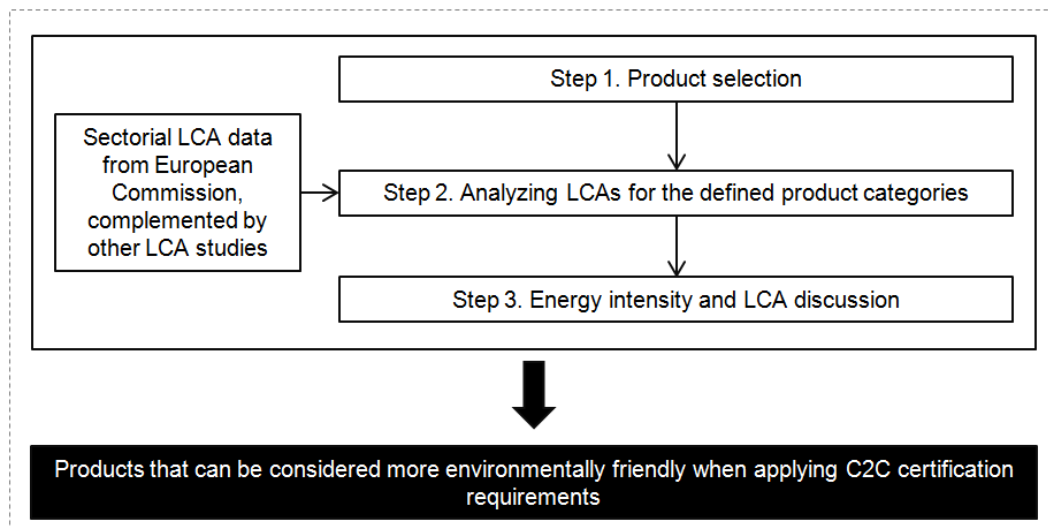 Step 1. Product selection
Sectorial LCA data
from European
Commission,
complemented by
other LCA studies
Step 2. Analyzing LCAs for the defined product categories
Step 3. Energy intensity and LCA discussion
Products that can be considered more environmentally friendly when applying C2C certification
requirements